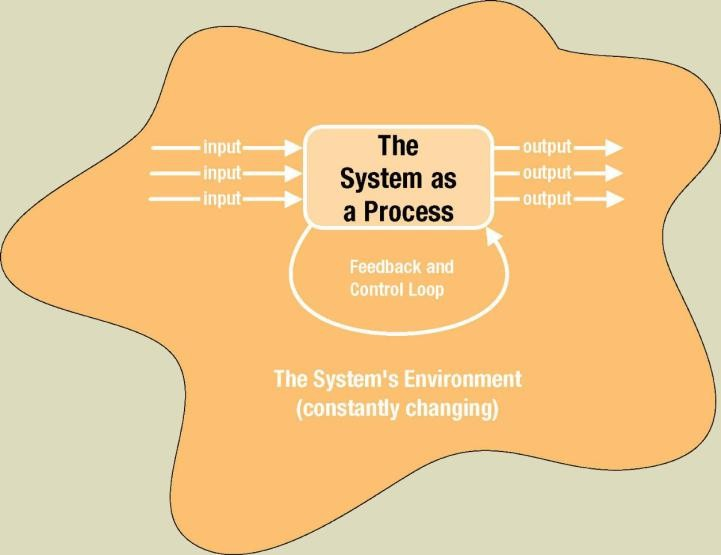 The
System as
a Process
input
input
input
output
output
output
Feedback and
Control Loop
The System's Environment
(constantly changing)